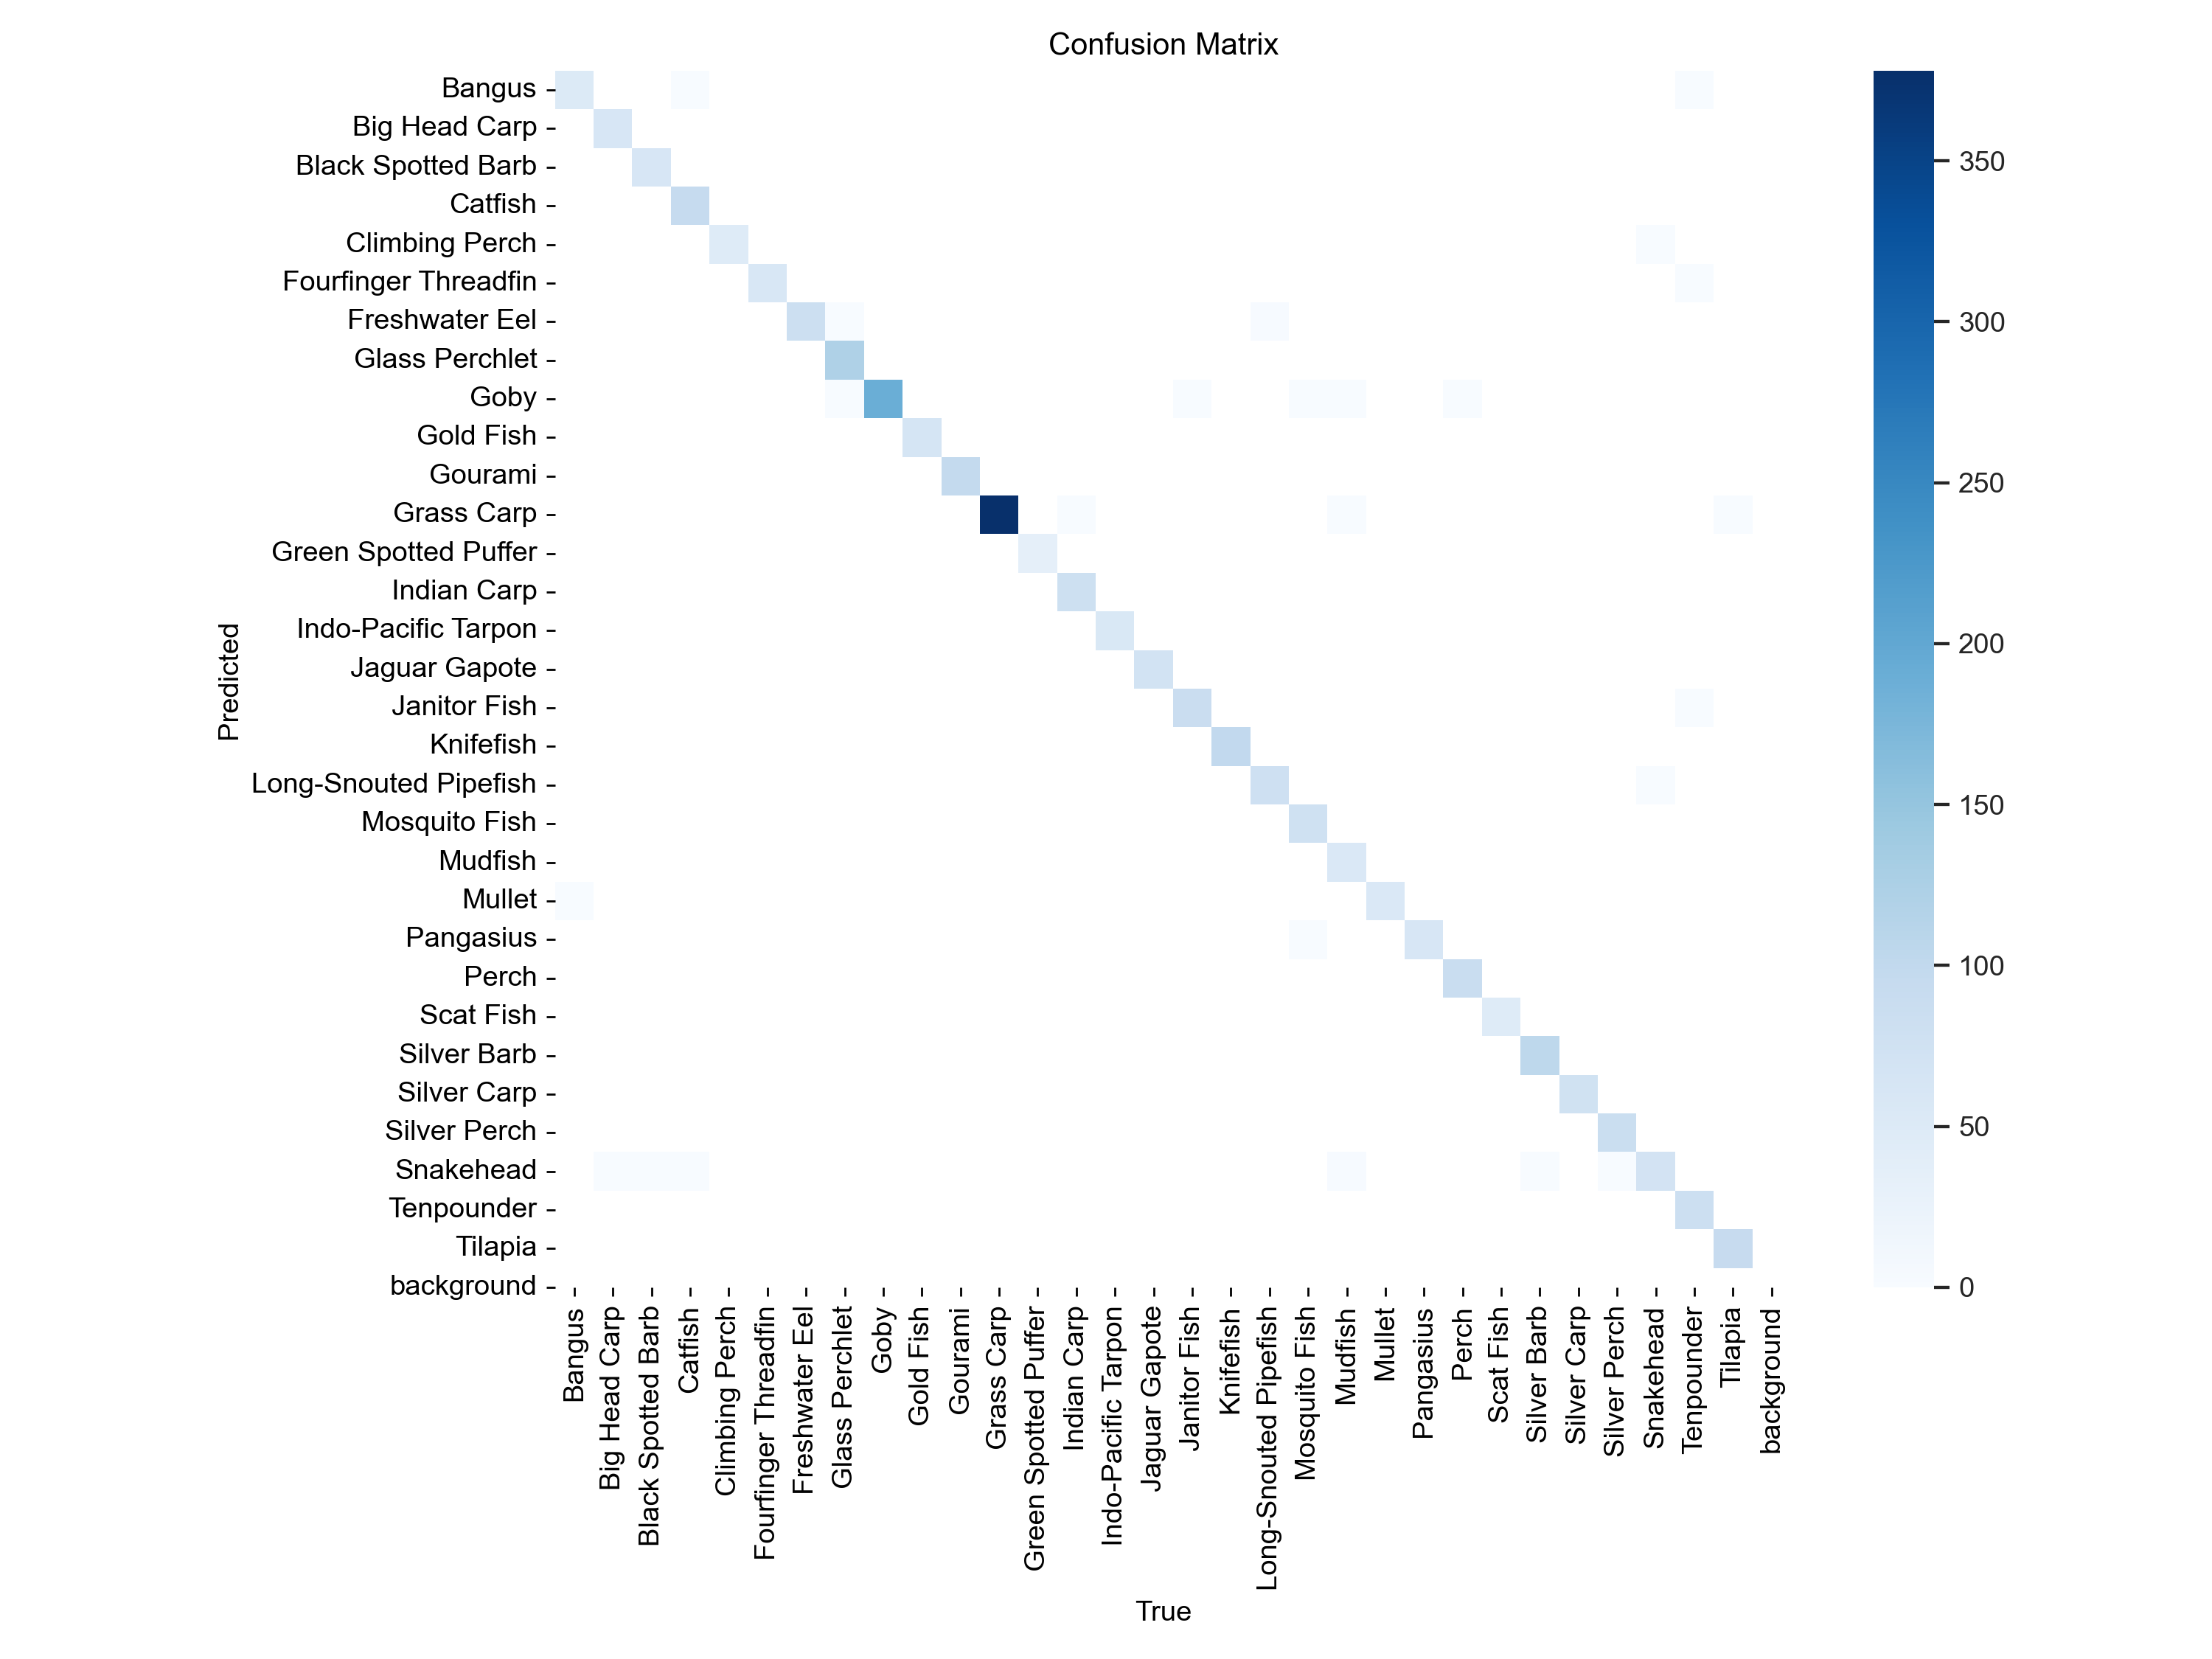 Confusion Matrix
Bangus
Big Head Carp
Black Spotted Barb
Catfish
Climbing Perch
Fourfinger Threadfin
Freshwater Eel
Glass Perchlet
Goby
Gold Fish
Gourami
Grass Carp
Green Spotted Puffer
Indian Carp
Indo-Pacific Tarpon
Jaguar Gapote
Janitor Fish
Knifefish
Long-Snouted Pipefish
Mosquito Fish
Mudfish
Mullet
Pangasius
Perch
Scat Fish
Silver Barb
Silver Carp
Silver Perch
Snakehead
Tenpounder
Tilapia
background
Predicted
Bangus
Big Head Carp
Black Spotted Barb
Catfish
Climbing Perch
Fourfinger Threadfin
Freshwater Eel
Glass Perchlet
Goby
Gold Fish
Gourami
Grass Carp
Green Spotted Puffer
Indian Carp
Indo-Pacific Tarpon
Jaguar Gapote
Janitor Fish
Knifefish
Long-Snouted Pipefish
Mosquito Fish
Mudfish
Mullet
Pangasius
Perch
Scat Fish
Silver Barb
Silver Carp
Silver Perch
Snakehead
Tenpounder
Tilapia
background
True
350
300
250
200
150
100
50
0